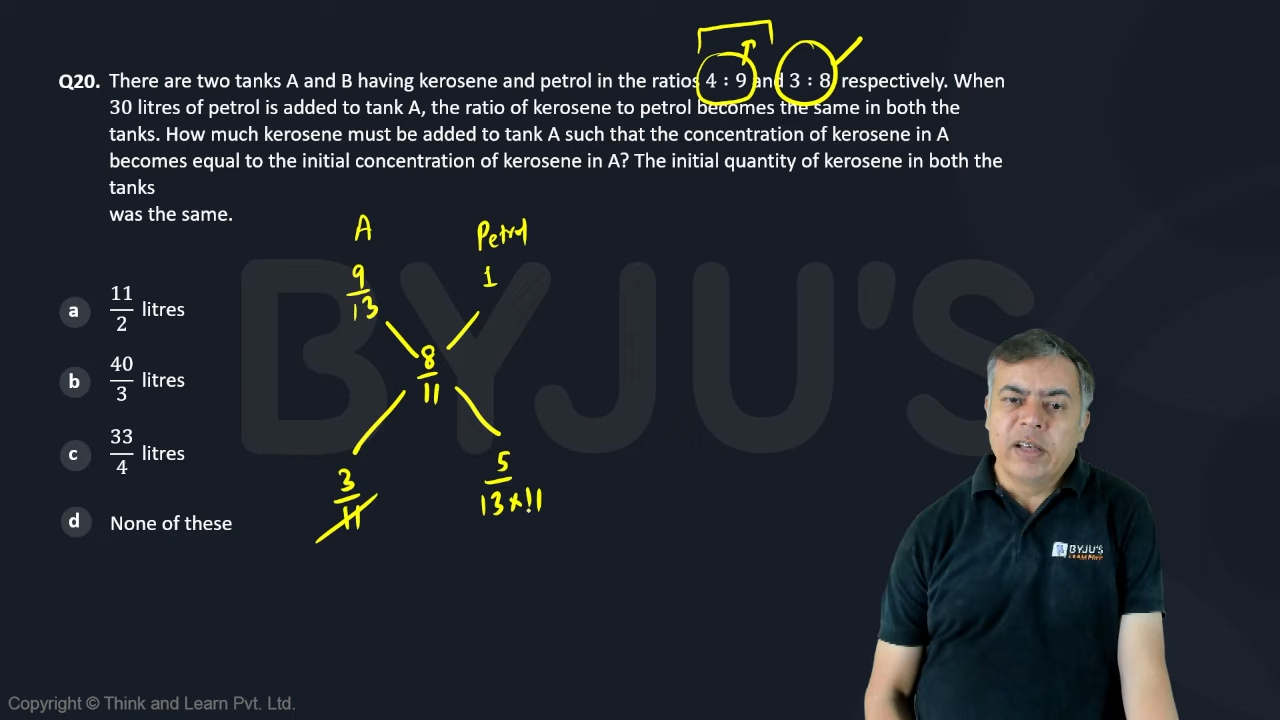 Q20. There are two tanks A and B having kerosene and petrol in the ratios 4 : 9 and 3 : 8, respectively. When
30 litres of petrol is added to tank A, the ratio of kerosene to petrol becomes the same in both the
tanks. How much kerosene must be added to tank A such that the concentration of kerosene in A
becomes equal to the initial concentration of kerosene in A? The initial quantity of kerosene in both the
tanks
was the same.
A
Petrol
9/13
1
8/11
3/11
5/13×11
a 11/2 litres
b 40/3 litres
c 33/4 litres
d None of these
BYJU'S
BYJU'S
Copyright © Think and Learn Pvt. Ltd.